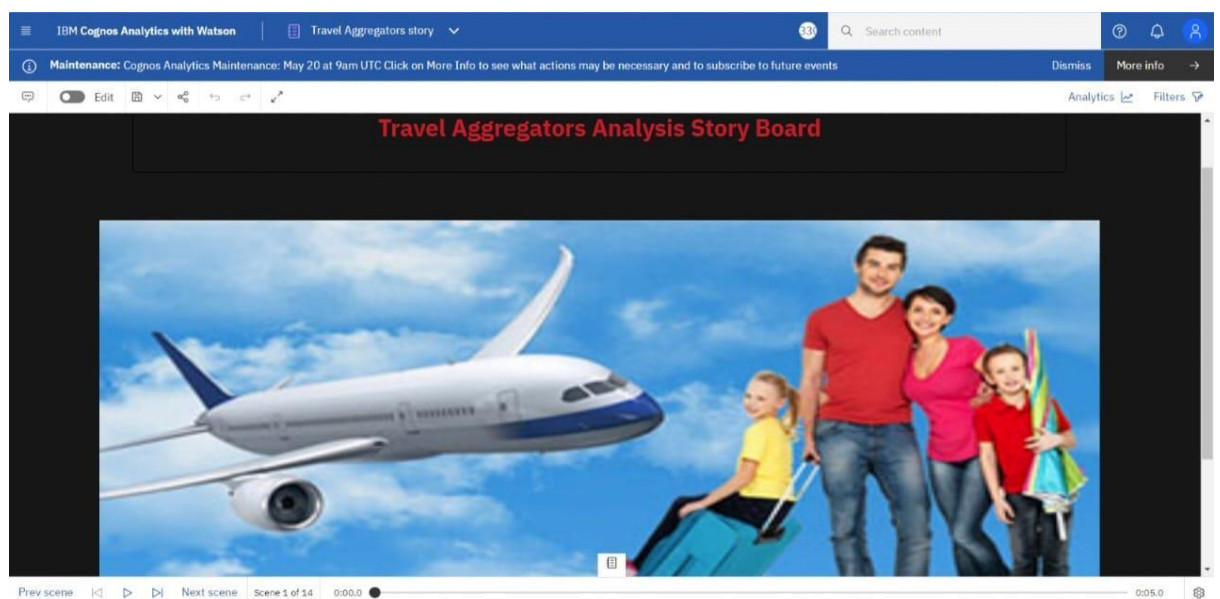 IBM Cognos Analytics with Watson
Travel Aggregators story
Search content
Maintenance: Cognos Analytics Maintenance: May 20 at 9am UTC Click on More Info to see what actions may be necessary and to subscribe to future events
Dismiss
More info
Edit
Analytics
Filters
Travel Aggregators Analysis Story Board
Prev scene
Next scene
Scene 1 of 14
0:00.0
0:05.0